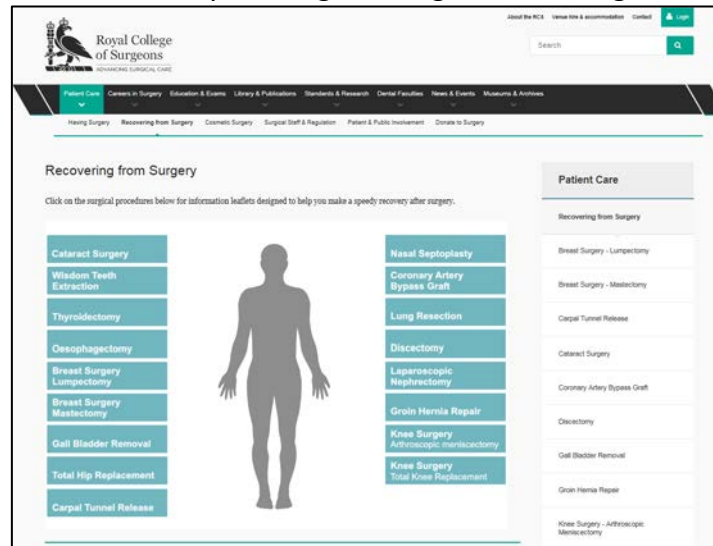 About the RCS Venue hire & accommodation Contact Login
Royal College
of Surgeons
ADVANCING SURGICAL CARE
Search
Patient Care Careers in Surgery Education & Exams Library & Publications Standards & Research Dental Faculties News & Events Museums & Archives
Having Surgery Recovering from Surgery Cosmetic Surgery Surgical Staff & Regulation Patient & Public Involvement Donate to Surgery
Recovering from Surgery
Click on the surgical procedures below for information leaflets designed to help you make a speedy recovery after surgery.
Cataract Surgery
Wisdom Teeth
Extraction
Thyroidectomy
Oesophagectomy
Breast Surgery
Lumpectomy
Breast Surgery
Mastectomy
Gall Bladder Removal
Total Hip Replacement
Carpal Tunnel Release
Nasal Septoplasty
Coronary Artery
Bypass Graft
Lung Resection
Discectomy
Laparoscopic
Nephrectomy
Groin Hernia Repair
Knee Surgery
Arthroscopic meniscectomy
Knee Surgery
Total Knee Replacement
Patient Care
Recovering from Surgery
Breast Surgery - Lumpectomy
Breast Surgery - Mastectomy
Carpal Tunnel Release
Cataract Surgery
Coronary Artery Bypass Graft
Discectomy
Gall Bladder Removal
Groin Hernia Repair
Knee Surgery - Arthroscopic
Meniscectomy